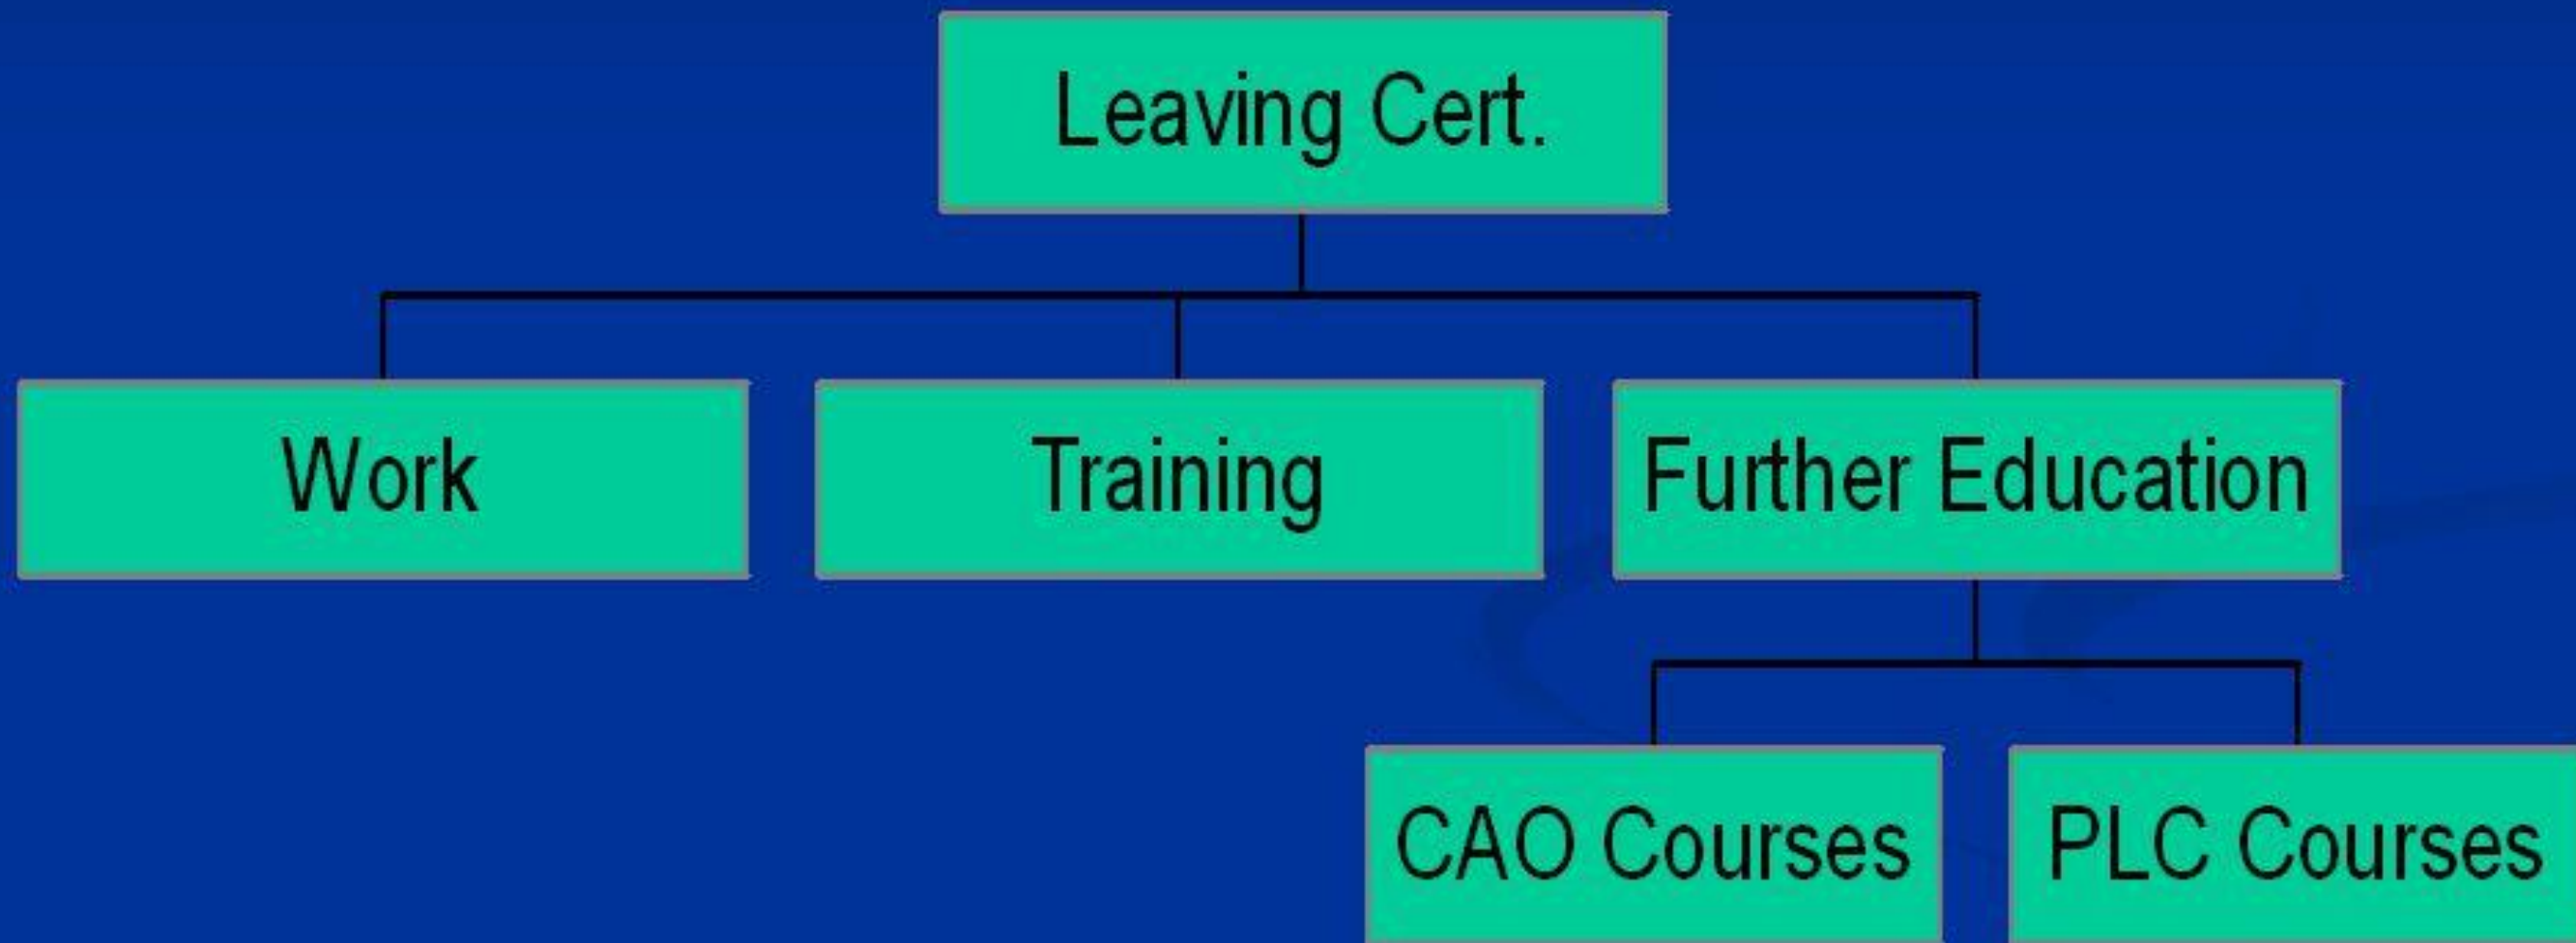 Leaving Cert.
Work
Training
Further Education
CAO Courses
PLC Courses